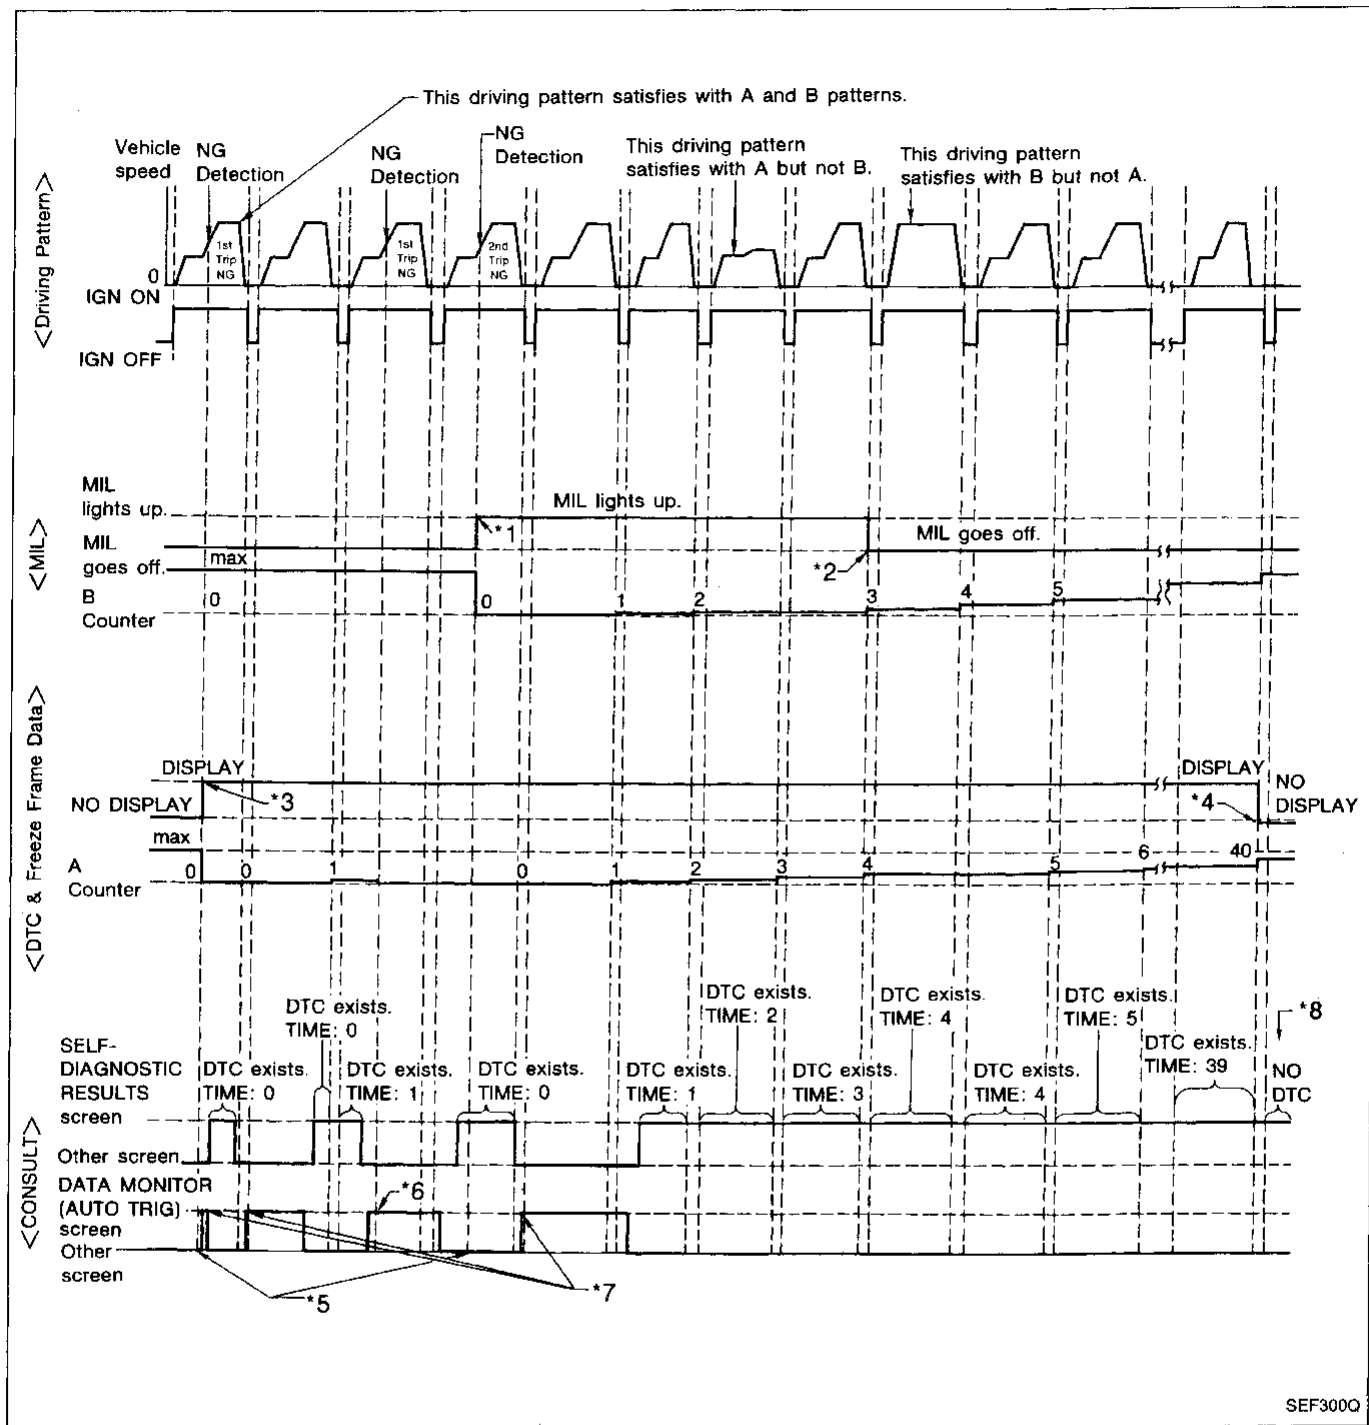 This driving pattern satisfies with A and B patterns.
Vehicle
speed
NG
Detection
NG
Detection
NG
Detection
This driving pattern
satisfies with A but not B.
This driving pattern
satisfies with B but not A.
<Driving Pattern>
1st
Trip
NG
1st
Trip
NG
2nd
Trip
NG
0
IGN ON
IGN OFF
<MIL>
MIL
lights up.
MIL lights up.
*1
MIL
goes off.
MIL goes off.
*2
max
B
Counter
0 0 1 2 3 4 5 6
<DTC & Freeze Frame Data>
DISPLAY
DISPLAY
NO DISPLAY
*3
*4
NO
DISPLAY
max
A
Counter
0 0 1 0 1 2 3 4 5 6 40
<CONSULT>
SELF-
DIAGNOSTIC
RESULTS
screen
DTC exists.
TIME: 0
DTC exists.
TIME: 0
DTC exists.
TIME: 1
DTC exists.
TIME: 0
DTC exists.
TIME: 1
DTC exists.
TIME: 2
DTC exists.
TIME: 3
DTC exists.
TIME: 4
DTC exists.
TIME: 4
DTC exists.
TIME: 5
DTC exists.
TIME: 39
*8
NO
DTC
Other screen
DATA MONITOR
(AUTO TRIG)
screen
*6
Other
screen
*5
*7
SEF300Q